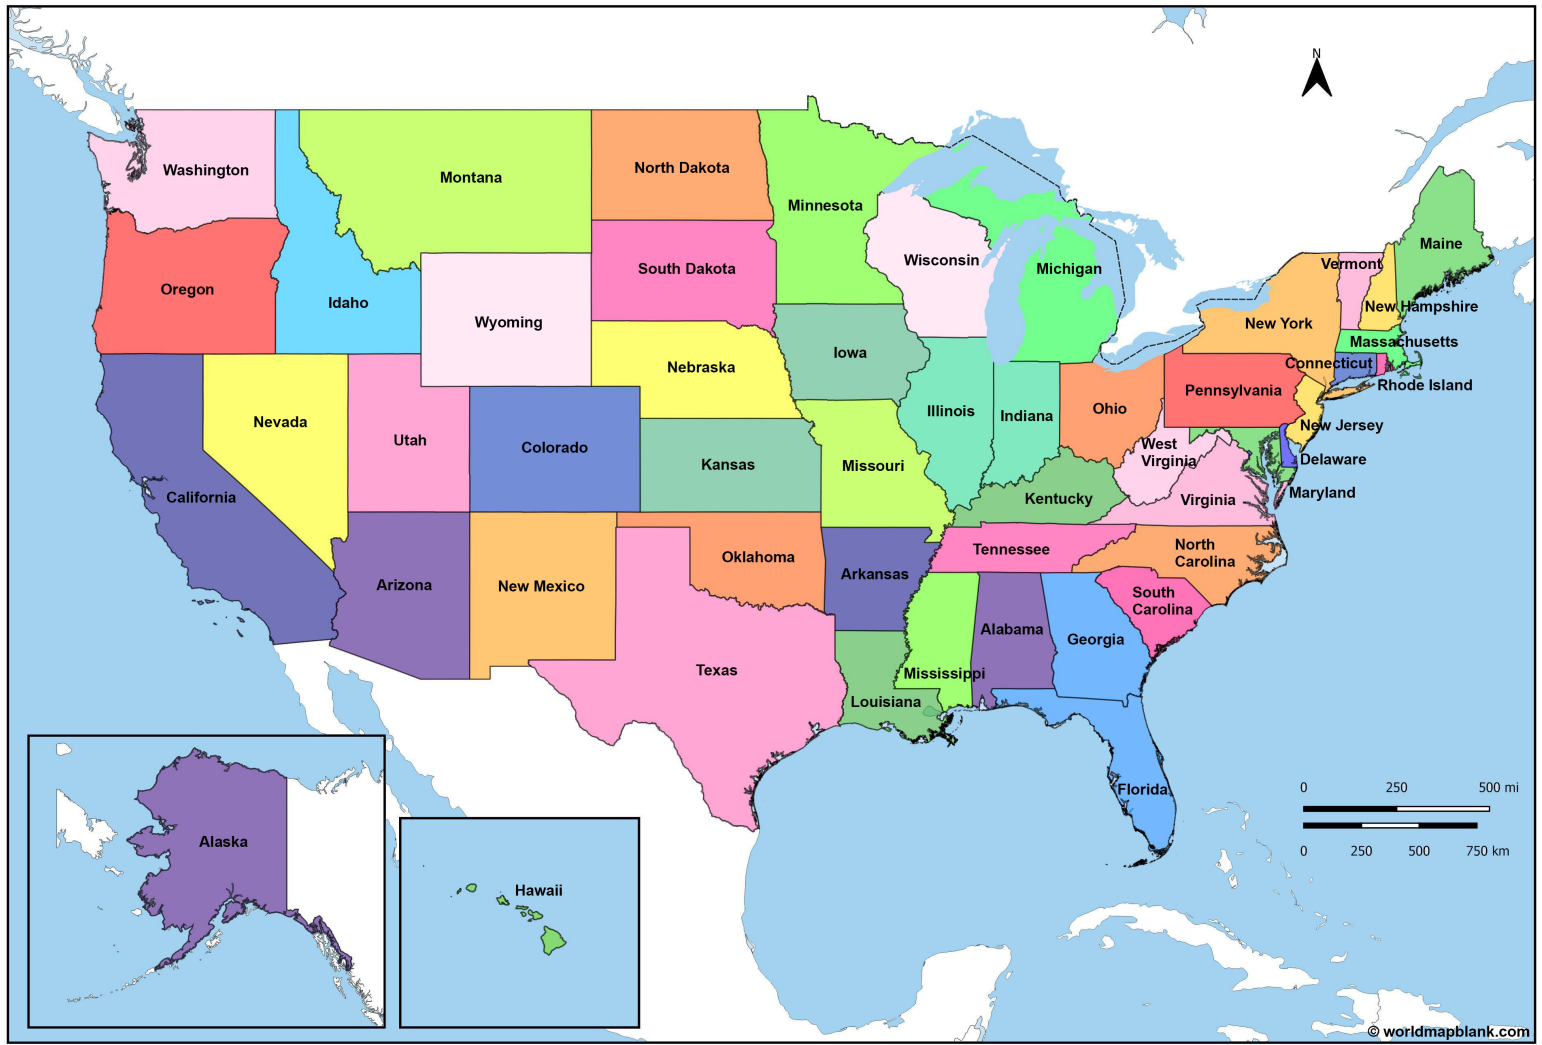 N
Washington
Montana
North Dakota
Minnesota
Maine
Oregon
Idaho
South Dakota
Wisconsin
Michigan
Vermont
New Hampshire
Wyoming
New York
Massachusetts
Nebraska
Iowa
Connecticut
Rhode Island
Nevada
Utah
Colorado
Illinois
Indiana
Ohio
Pennsylvania
New Jersey
Kansas
Missouri
West
Virginia
Delaware
California
Kentucky
Virginia
Maryland
Arizona
New Mexico
Oklahoma
Arkansas
Tennessee
North
Carolina
South
Carolina
Texas
Alabama
Georgia
Mississippi
Louisiana
Florida
Alaska
Hawaii
0 250 500 mi
0 250 500 750 km
© worldmapblank.com